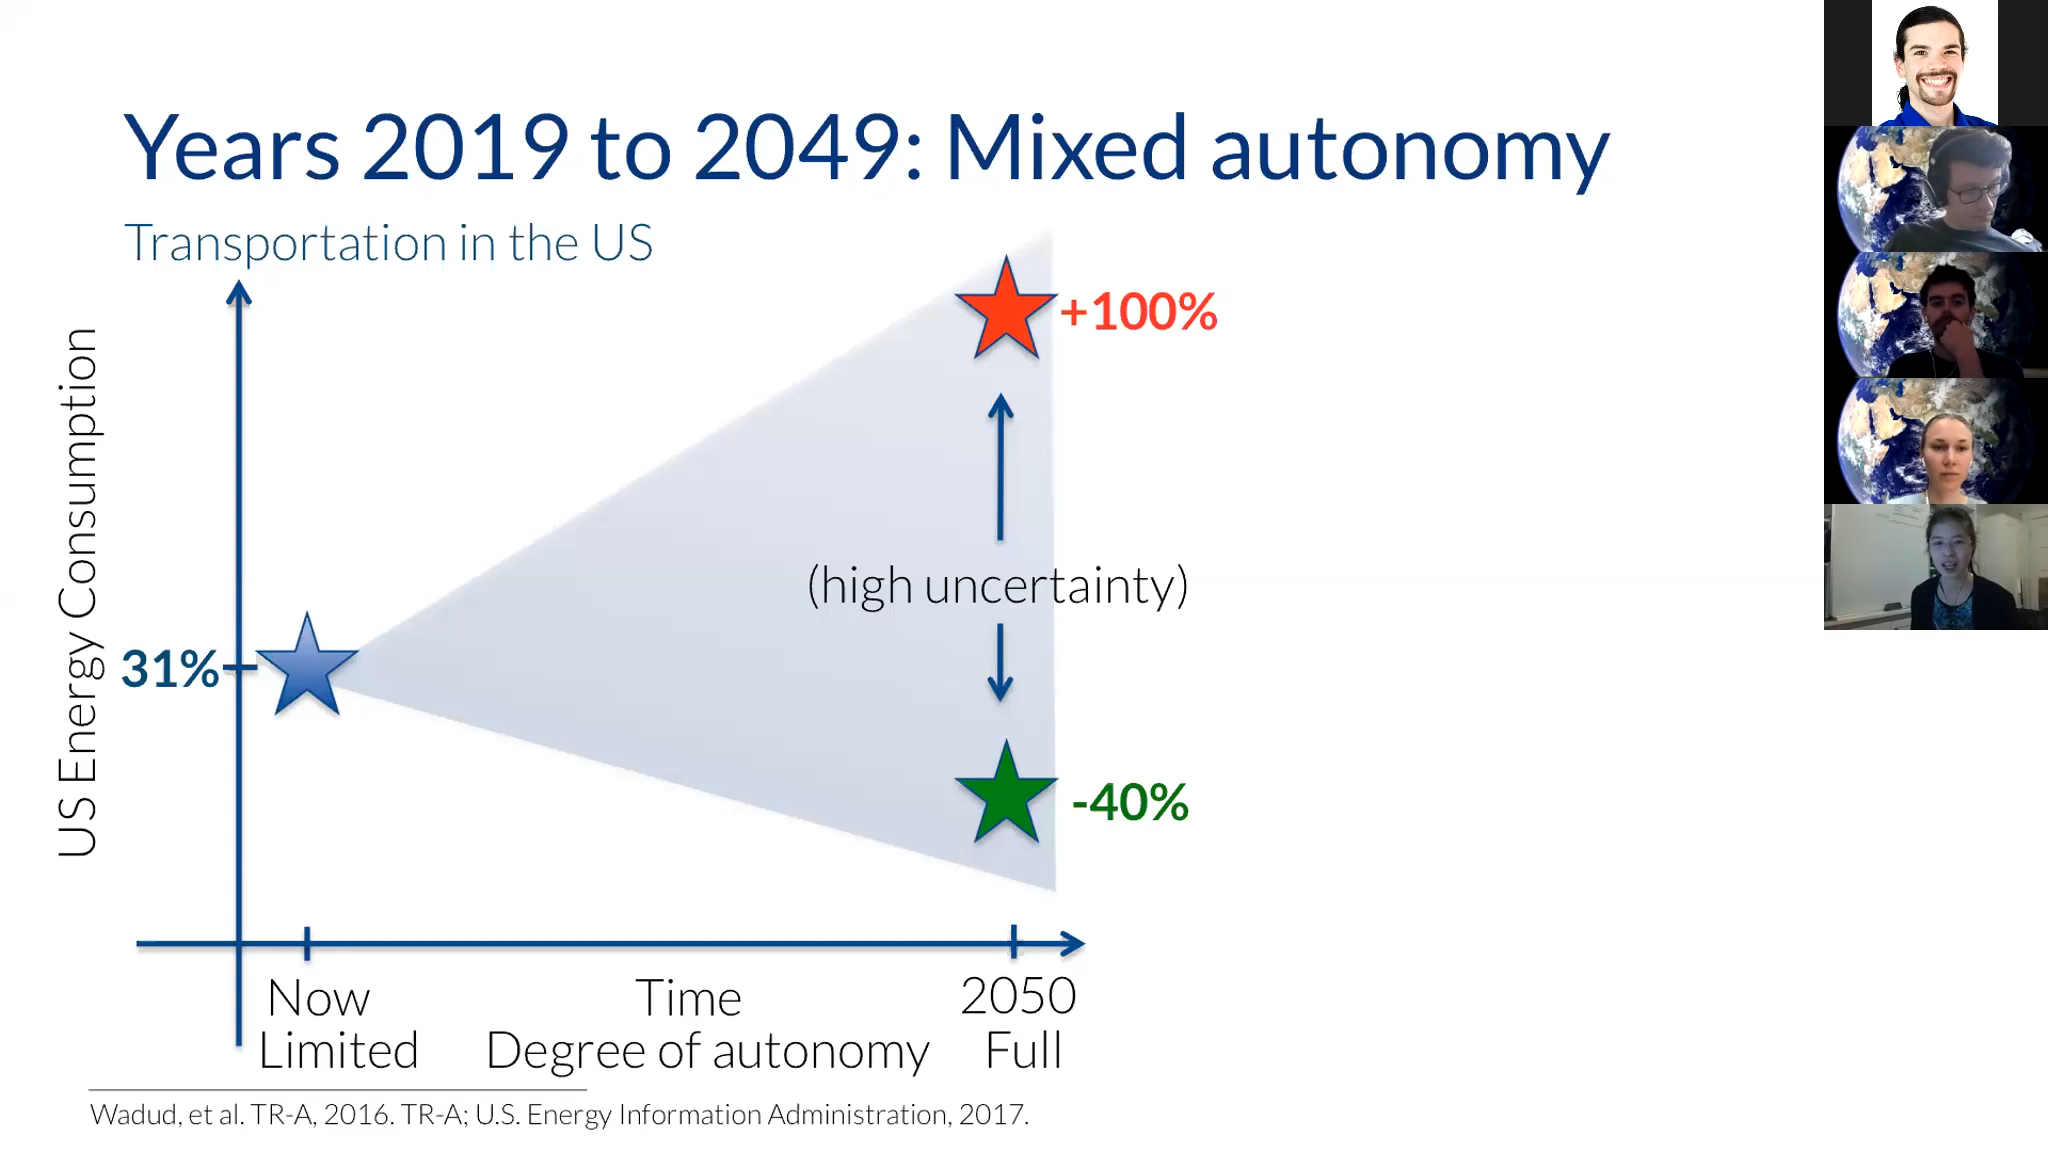 Years 2019 to 2049: Mixed autonomy
Transportation in the US
US Energy Consumption
+100%
(high uncertainty)
31%
-40%
Now
Time
2050
Limited
Degree of autonomy
Full
Wadud, et al. TR-A, 2016. TR-A; U.S. Energy Information Administration, 2017.